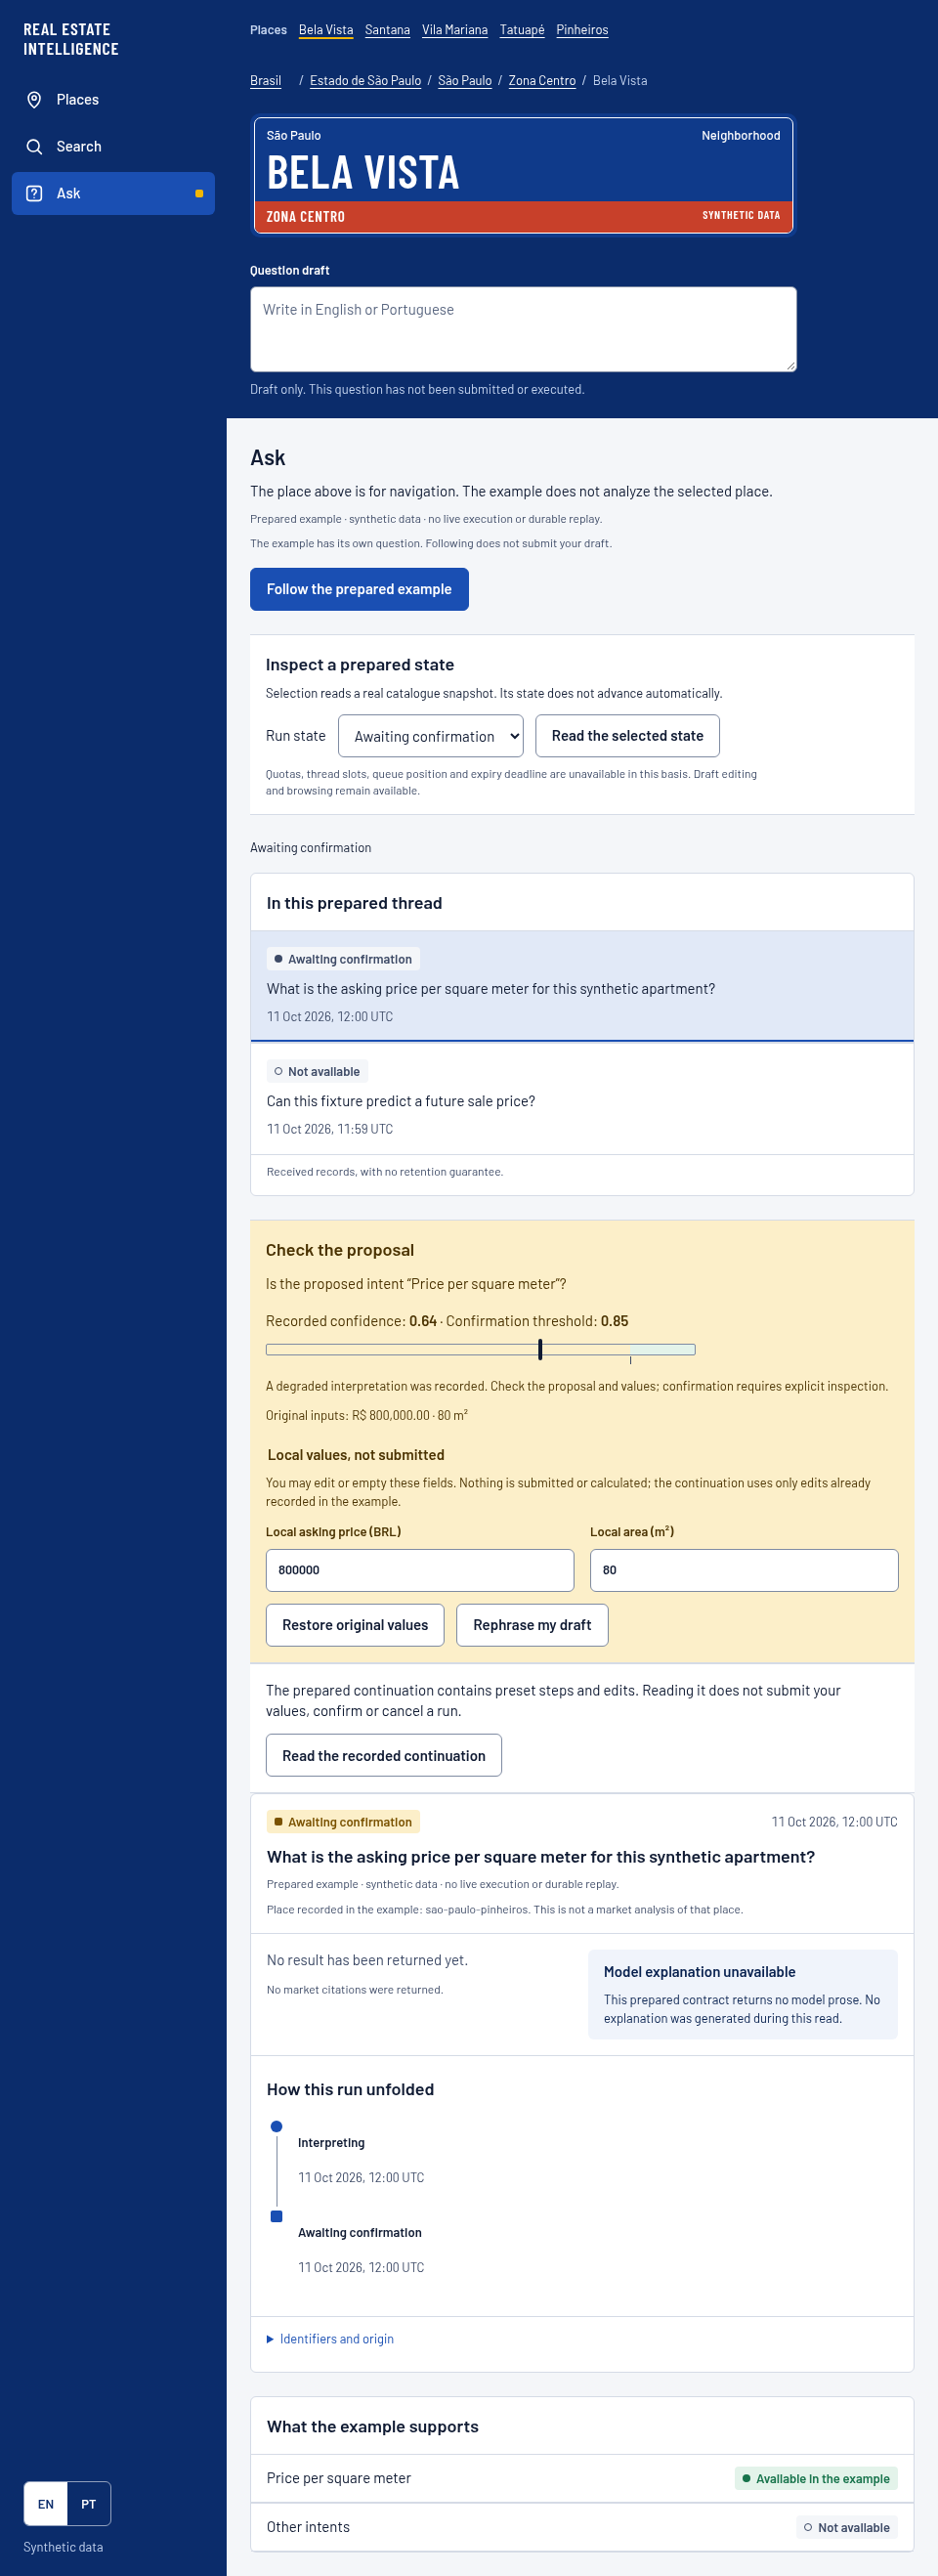 REAL ESTATE
INTELLIGENCE
Places
Search
Ask
Places Bela Vista Santana Vila Mariana Tatuapé Pinheiros
Brasil / Estado de São Paulo / São Paulo / Zona Centro / Bela Vista
São Paulo Neighborhood
BELA VISTA
ZONA CENTRO SYNTHETIC DATA
Question draft
Write in English or Portuguese
Draft only. This question has not been submitted or executed.
Ask
The place above is for navigation. The example does not analyze the selected place.
Prepared example · synthetic data · no live execution or durable replay.
The example has its own question. Following does not submit your draft.
Follow the prepared example
Inspect a prepared state
Selection reads a real catalogue snapshot. Its state does not advance automatically.
Run state Awaiting confirmation Read the selected state
Quotas, thread slots, queue position and expiry deadline are unavailable in this basis. Draft editing
and browsing remain available.
Awaiting confirmation
In this prepared thread
Awaiting confirmation
What is the asking price per square meter for this synthetic apartment?
11 Oct 2026, 12:00 UTC
Not available
Can this fixture predict a future sale price?
11 Oct 2026, 11:59 UTC
Received records, with no retention guarantee.
Check the proposal
Is the proposed intent “Price per square meter”?
Recorded confidence: 0.64 · Confirmation threshold: 0.85
A degraded interpretation was recorded. Check the proposal and values; confirmation requires explicit inspection.
Original inputs: R$ 800,000.00 · 80 m²
Local values, not submitted
You may edit or empty these fields. Nothing is submitted or calculated; the continuation uses only edits already
recorded in the example.
Local asking price (BRL) Local area (m²)
800000 80
Restore original values Rephrase my draft
The prepared continuation contains preset steps and edits. Reading it does not submit your
values, confirm or cancel a run.
Read the recorded continuation
Awaiting confirmation 11 Oct 2026, 12:00 UTC
What is the asking price per square meter for this synthetic apartment?
Prepared example · synthetic data · no live execution or durable replay.
Place recorded in the example: sao-paulo-pinheiros. This is not a market analysis of that place.
No result has been returned yet.
No market citations were returned.
Model explanation unavailable
This prepared contract returns no model prose. No
explanation was generated during this read.
How this run unfolded
Interpreting
11 Oct 2026, 12:00 UTC
Awaiting confirmation
11 Oct 2026, 12:00 UTC
Identifiers and origin
What the example supports
Price per square meter Available in the example
Other intents Not available
EN PT
Synthetic data